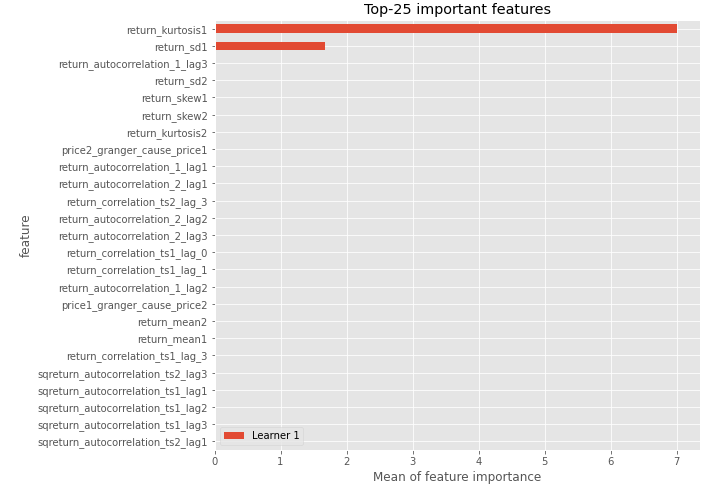 Top-25 important features
return_kurtosis1
return_sd1
return_autocorrelation_1_lag3
return_sd2
return_skew1
return_skew2
return_kurtosis2
price2_granger_cause_price1
return_autocorrelation_1_lag1
return_autocorrelation_2_lag1
return_correlation_ts2_lag_3
return_autocorrelation_2_lag2
return_autocorrelation_2_lag3
return_correlation_ts1_lag_0
return_correlation_ts1_lag_1
return_autocorrelation_1_lag2
price1_granger_cause_price2
return_mean2
return_mean1
return_correlation_ts1_lag_3
sqreturn_autocorrelation_ts2_lag3
sqreturn_autocorrelation_ts1_lag1
sqreturn_autocorrelation_ts1_lag2
sqreturn_autocorrelation_ts1_lag3
sqreturn_autocorrelation_ts2_lag1
feature
Learner 1
0 1 2 3 4 5 6 7
Mean of feature importance